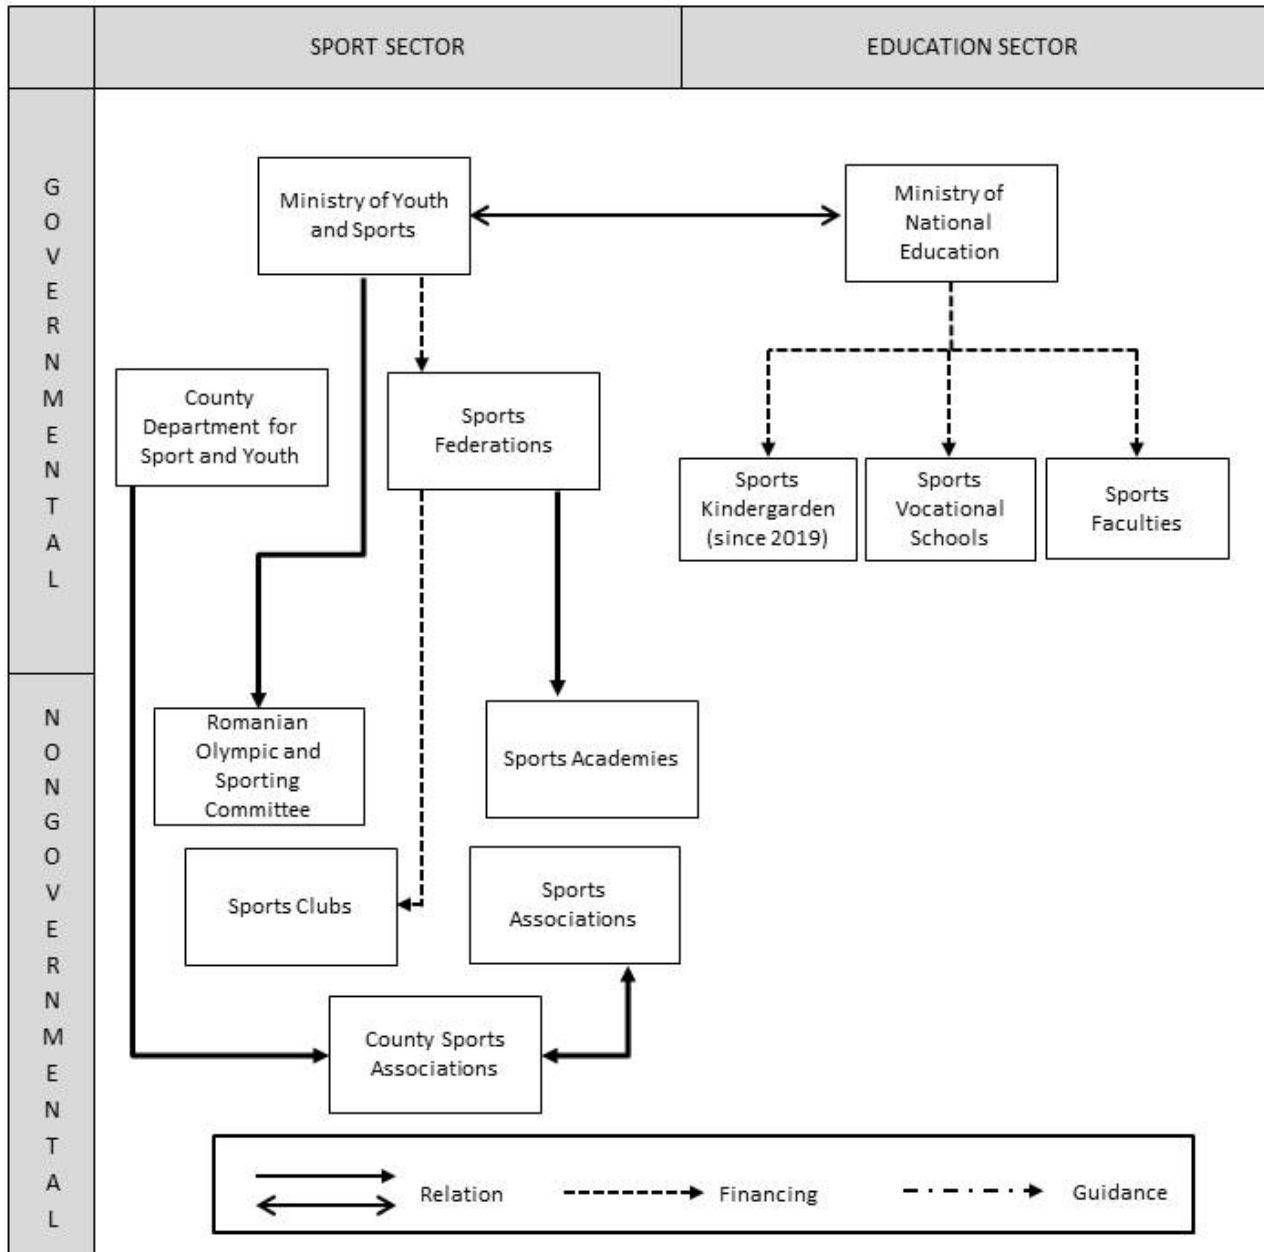 SPORT SECTOR
EDUCATION SECTOR
G
O
V
E
R
N
M
E
N
T
A
L
Ministry of Youth
and Sports
Ministry of
National
Education
County
Department for
Sport and Youth
Sports
Federations
Sports
Kindergarden
(since 2019)
Sports
Vocational
Schools
Sports
Faculties
N
O
N
G
O
V
E
R
N
M
E
N
T
A
L
Romanian
Olympic and
Sporting
Committee
Sports Academies
Sports Clubs
Sports
Associations
County Sports
Associations
Relation
Financing
Guidance